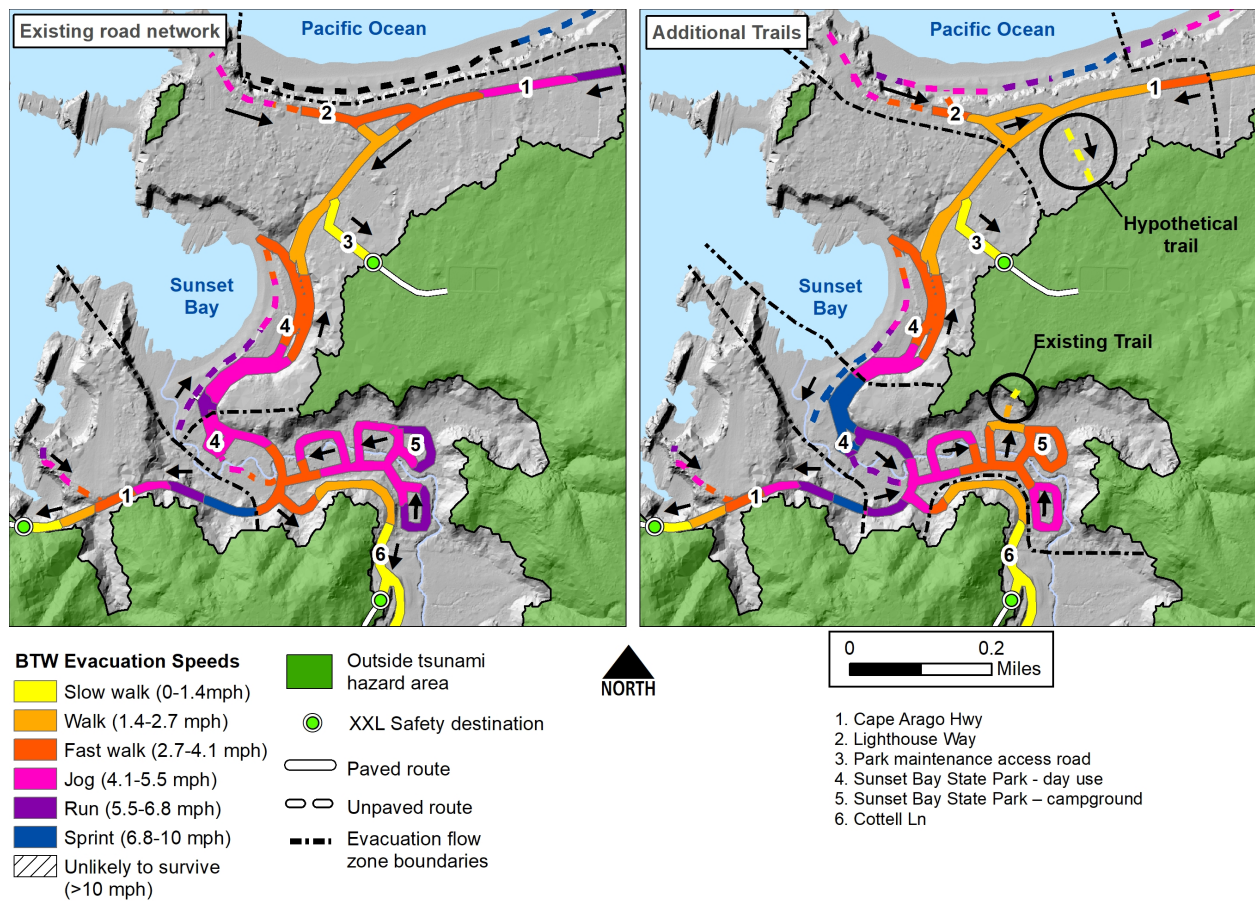 Existing road network
Pacific Ocean
1
2
3
Sunset
Bay
4
4
5
1
6
Additional Trails
Pacific Ocean
1
2
Hypothetical
trail
3
Sunset
Bay
4
Existing Trail
4
5
1
6
BTW Evacuation Speeds
Slow walk (0-1.4mph)
Walk (1.4-2.7 mph)
Fast walk (2.7-4.1 mph)
Jog (4.1-5.5 mph)
Run (5.5-6.8 mph)
Sprint (6.8-10 mph)
Unlikely to survive
(>10 mph)
Outside tsunami
hazard area
XXL Safety destination
Paved route
Unpaved route
Evacuation flow
zone boundaries
NORTH
0 0.2
Miles
1. Cape Arago Hwy
2. Lighthouse Way
3. Park maintenance access road
4. Sunset Bay State Park - day use
5. Sunset Bay State Park – campground
6. Cottell Ln